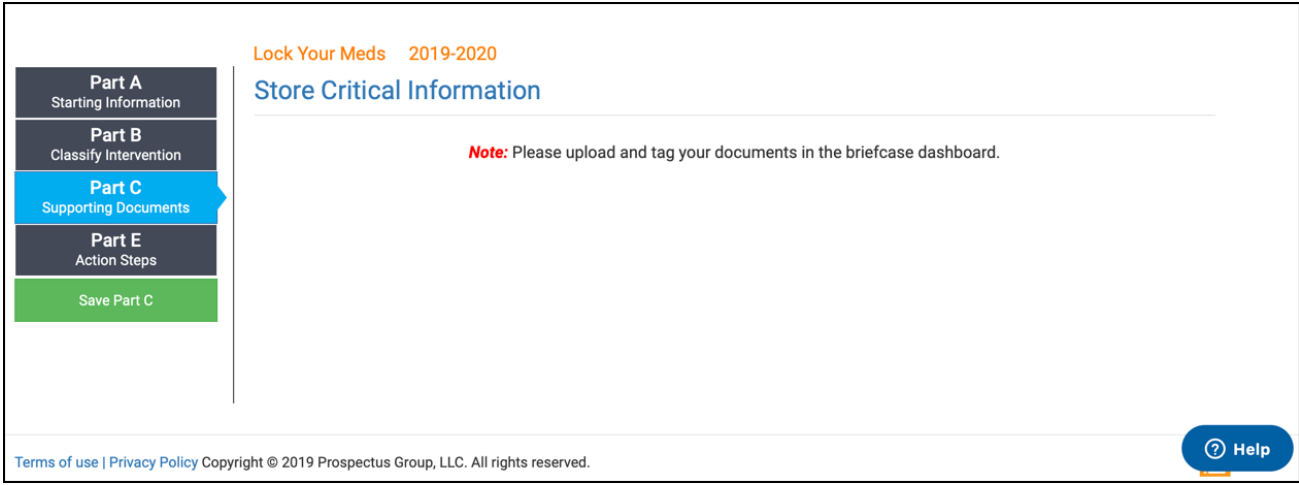 Lock Your Meds 2019-2020
Store Critical Information
Part A
Starting Information
Part B
Classify Intervention
Part C
Supporting Documents
Part E
Action Steps
Save Part C
Note: Please upload and tag your documents in the briefcase dashboard.
Terms of use | Privacy Policy Copyright © 2019 Prospectus Group, LLC. All rights reserved.
Help